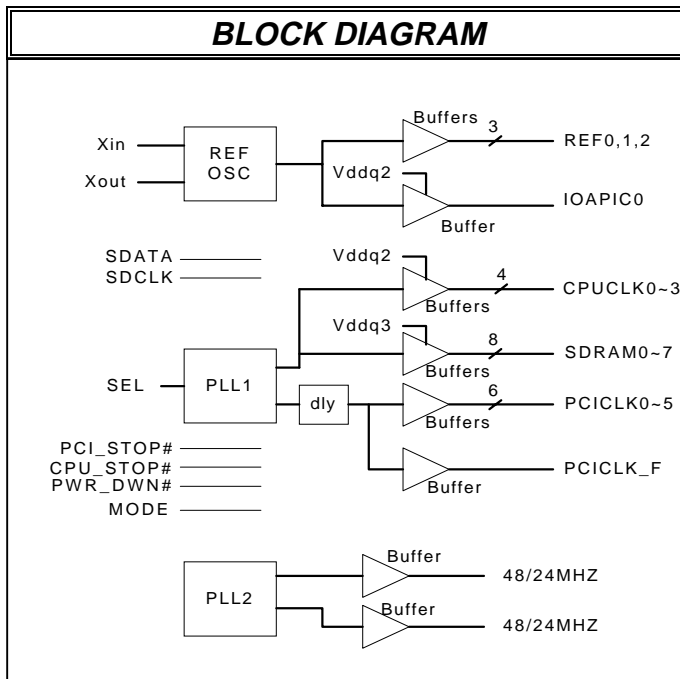 BLOCK DIAGRAM
Buffers
Xin
REF
OSC
3
REF0,1,2
Xout
Vddq2
IOAPIC0
Buffer
SDATA
SDCLK
Vddq2
4
CPUCLK0~3
Buffers
Vddq3
8
SDRAM0~7
Buffers
SEL
PLL1
dly
6
PCICLK0~5
Buffers
PCI_STOP#
CPU_STOP#
PWR_DWN#
MODE
PCICLK_F
Buffer
Buffer
48/24MHZ
PLL2
Buffer
48/24MHZ